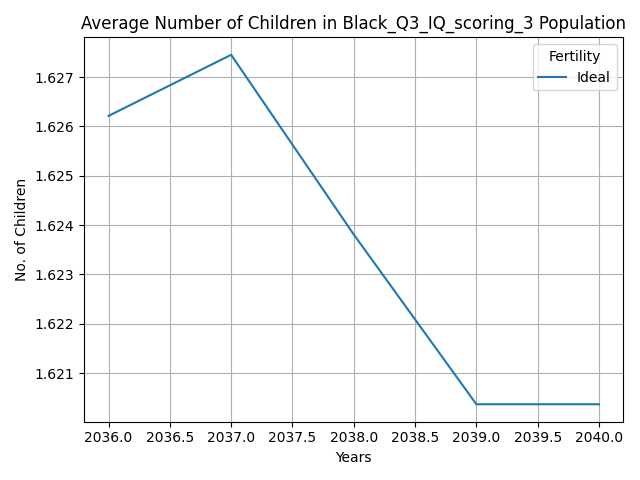 Average Number of Children in Black_Q3_IQ_scoring_3 Population
Fertility
Ideal
No. of Children
1.627
1.626
1.625
1.624
1.623
1.622
1.621
2036.0 2036.5 2037.0 2037.5 2038.0 2038.5 2039.0 2039.5 2040.0
Years